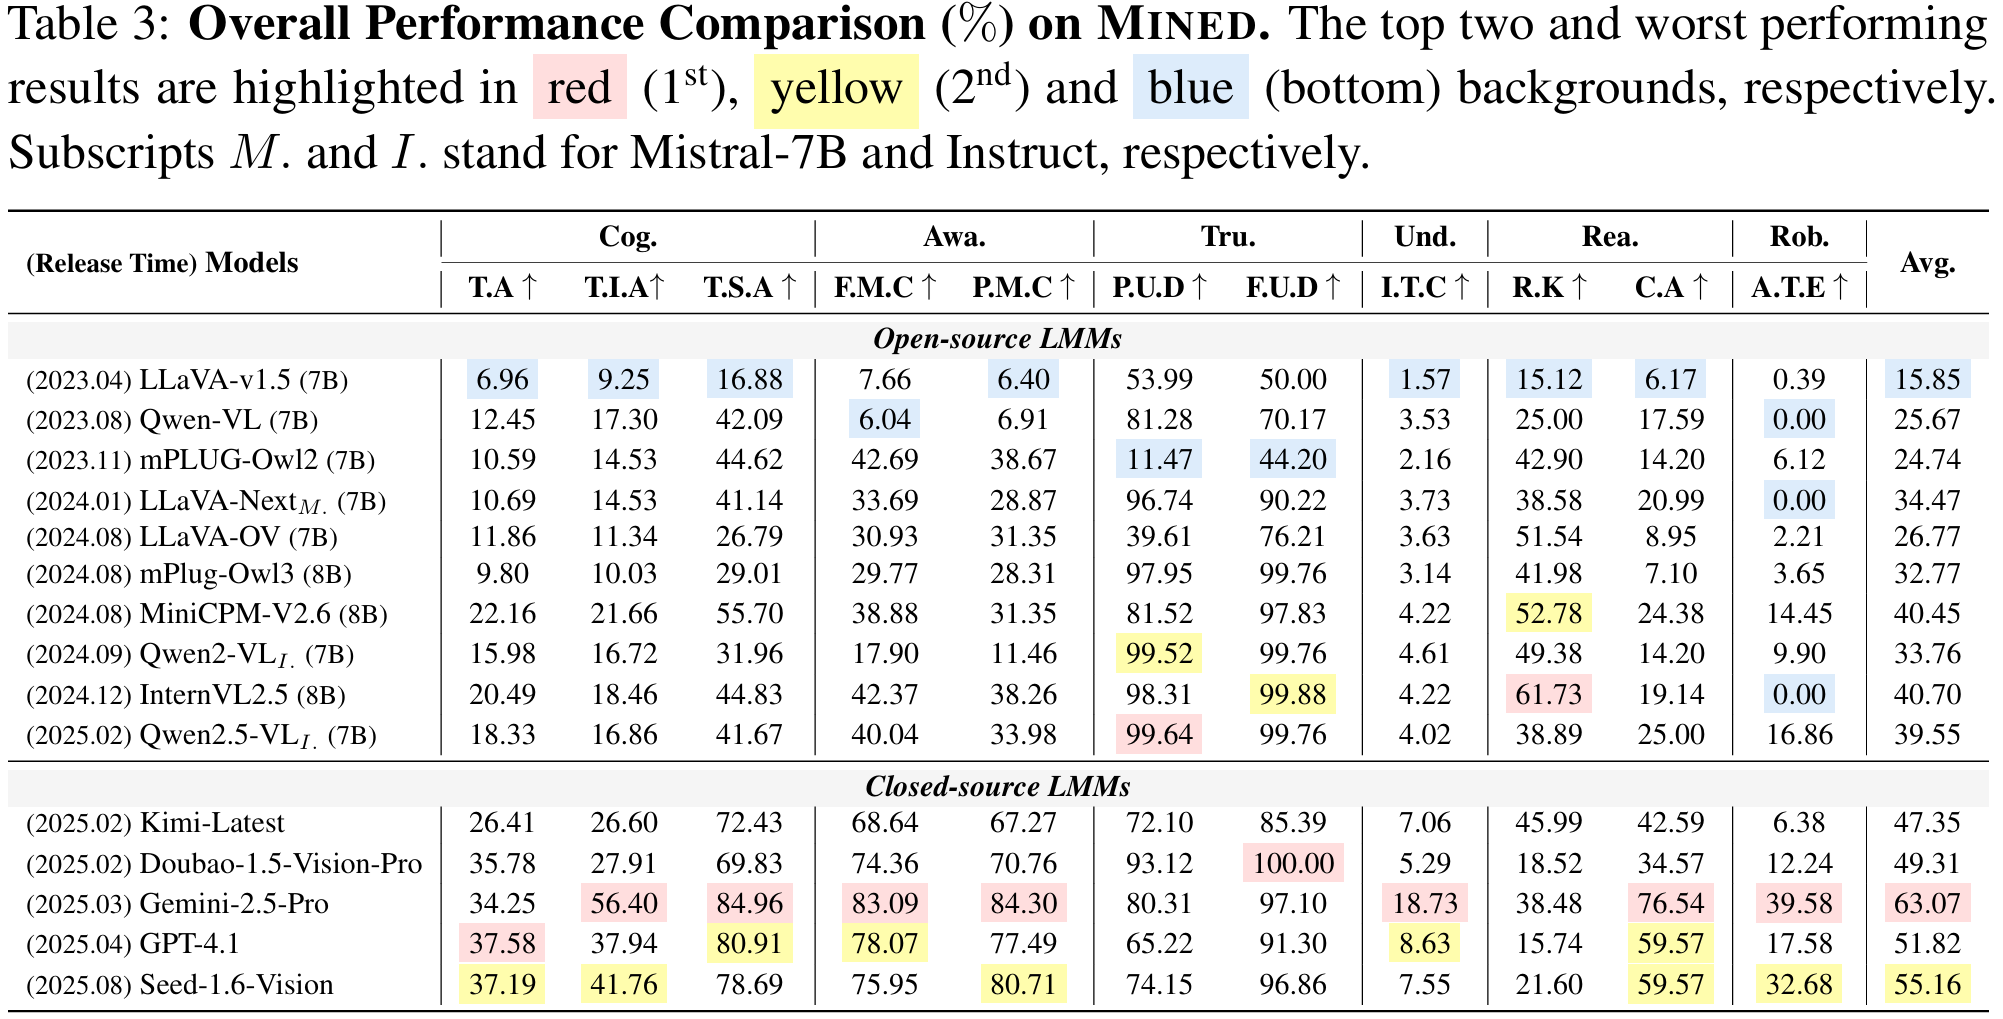 Table 3: Overall Performance Comparison (%) on MINED. The top two and worst performing
results are highlighted in red (1st), yellow (2nd) and blue (bottom) backgrounds, respectively.
Subscripts M. and I. stand for Mistral-7B and Instruct, respectively.
(Release Time) Models Cog. Awa. Tru. Und. Rea. Rob. Avg.
T.A ↑ T.I.A↑ T.S.A ↑ F.M.C ↑ P.M.C ↑ P.U.D ↑ F.U.D ↑ I.T.C ↑ R.K ↑ C.A ↑ A.T.E ↑
Open-source LMMs
(2023.04) LLaVA-v1.5 (7B) 6.96 9.25 16.88 7.66 6.40 53.99 50.00 1.57 15.12 6.17 0.39 15.85
(2023.08) Qwen-VL (7B) 12.45 17.30 42.09 6.04 6.91 81.28 70.17 3.53 25.00 17.59 0.00 25.67
(2023.11) mPLUG-Owl2 (7B) 10.59 14.53 44.62 42.69 38.67 11.47 44.20 2.16 42.90 14.20 6.12 24.74
(2024.01) LLaVA-NextM. (7B) 10.69 14.53 41.14 33.69 28.87 96.74 90.22 3.73 38.58 20.99 0.00 34.47
(2024.08) LLaVA-OV (7B) 11.86 11.34 26.79 30.93 31.35 39.61 76.21 3.63 51.54 8.95 2.21 26.77
(2024.08) mPlug-Owl3 (8B) 9.80 10.03 29.01 29.77 28.31 97.95 99.76 3.14 41.98 7.10 3.65 32.77
(2024.08) MiniCPM-V2.6 (8B) 22.16 21.66 55.70 38.88 31.35 81.52 97.83 4.22 52.78 24.38 14.45 40.45
(2024.09) Qwen2-VLI. (7B) 15.98 16.72 31.96 17.90 11.46 99.52 99.76 4.61 49.38 14.20 9.90 33.76
(2024.12) InternVL2.5 (8B) 20.49 18.46 44.83 42.37 38.26 98.31 99.88 4.22 61.73 19.14 0.00 40.70
(2025.02) Qwen2.5-VLI. (7B) 18.33 16.86 41.67 40.04 33.98 99.64 99.76 4.02 38.89 25.00 16.86 39.55
Closed-source LMMs
(2025.02) Kimi-Latest 26.41 26.60 72.43 68.64 67.27 72.10 85.39 7.06 45.99 42.59 6.38 47.35
(2025.02) Doubao-1.5-Vision-Pro 35.78 27.91 69.83 74.36 70.76 93.12 100.00 5.29 18.52 34.57 12.24 49.31
(2025.03) Gemini-2.5-Pro 34.25 56.40 84.96 83.09 84.30 80.31 97.10 18.73 38.48 76.54 39.58 63.07
(2025.04) GPT-4.1 37.58 37.94 80.91 78.07 77.49 65.22 91.30 8.63 15.74 59.57 17.58 51.82
(2025.08) Seed-1.6-Vision 37.19 41.76 78.69 75.95 80.71 74.15 96.86 7.55 21.60 59.57 32.68 55.16